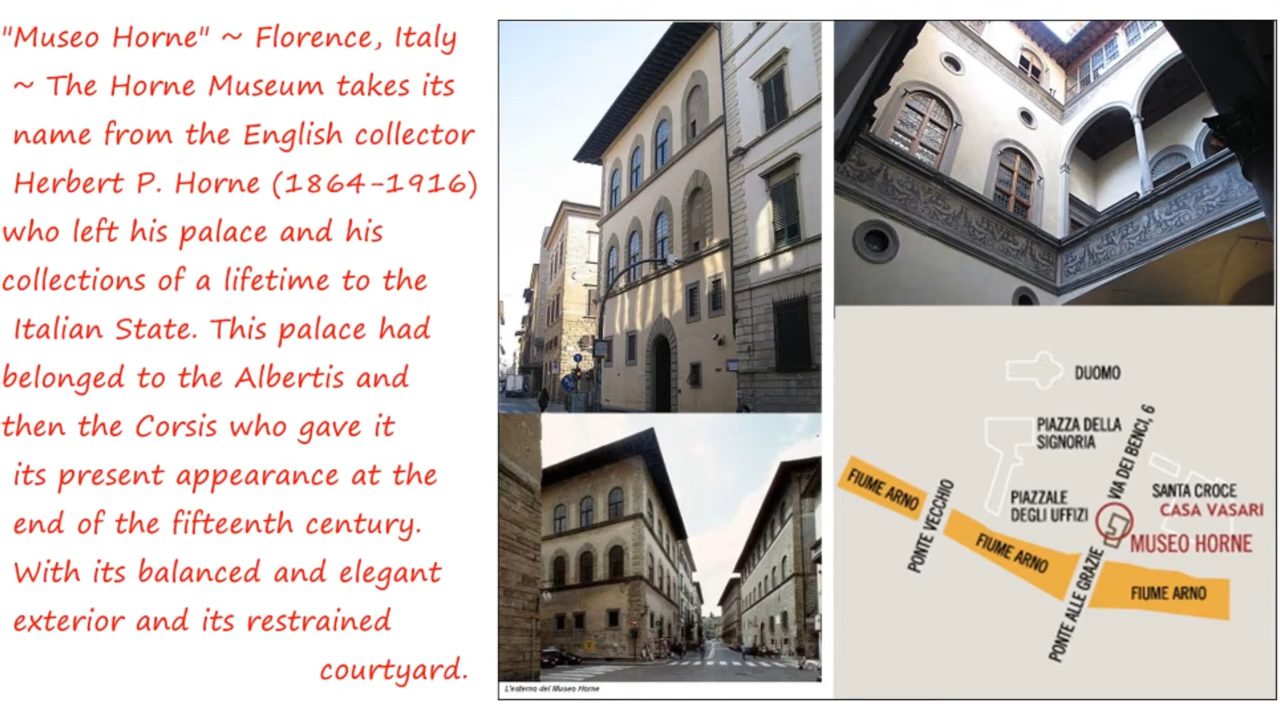 "Museo Horne" ~ Florence, Italy
~ The Horne Museum takes its
name from the English collector
Herbert P. Horne (1864-1916)
who left his palace and his
collections of a lifetime to the
Italian State. This palace had
belonged to the Albertis and
then the Corsis who gave it
its present appearance at the
end of the fifteenth century.
With its balanced and elegant
exterior and its restrained
courtyard.
L'esterno del Museo Horne
DUOMO
PIAZZA DELLA
SIGNORIA
VIA DEI BENCI, 6
FIUME ARNO
PONTE VECCHIO
PIAZZALE
DEGLI UFFIZI
SANTA CROCE
CASA VASARI
MUSEO HORNE
FIUME ARNO
PONTE ALLE GRAZIE
FIUME ARNO